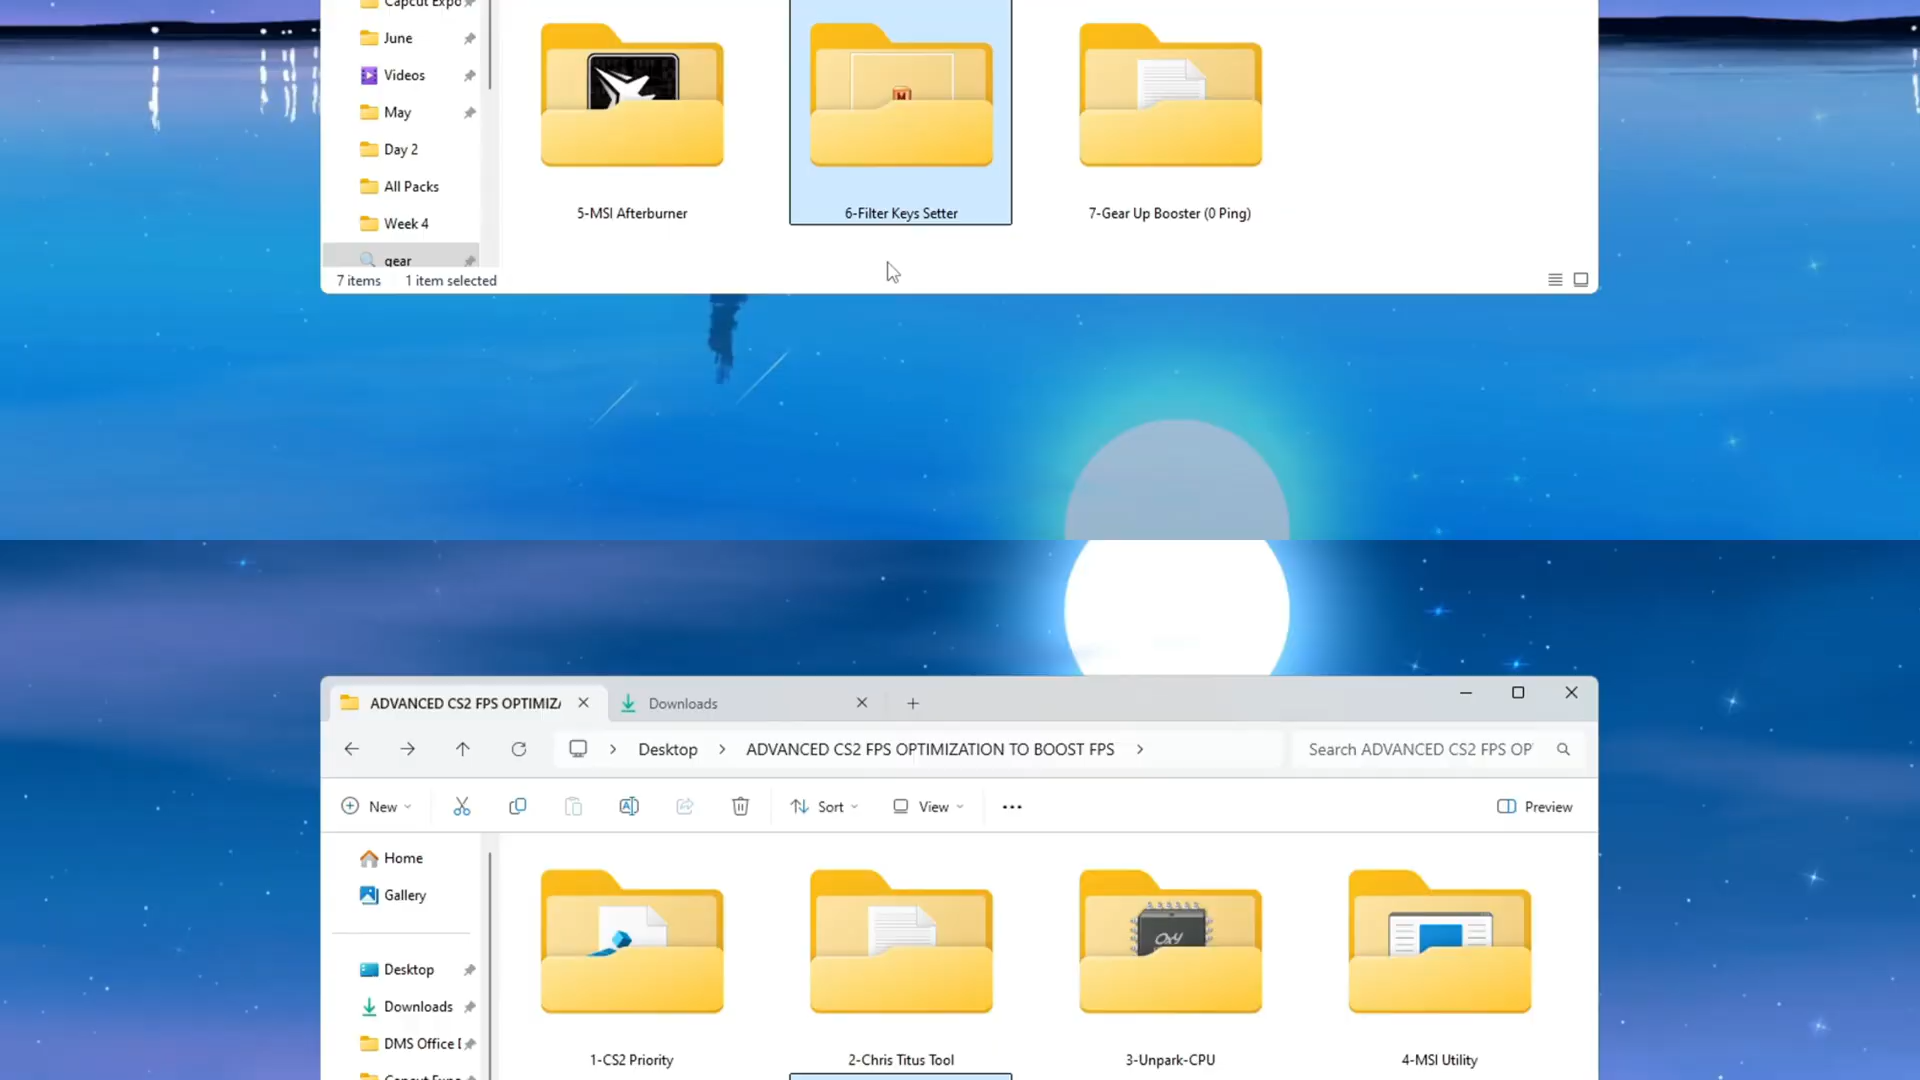 Capcut Expo
June
Videos
May
Day 2
All Packs
Week 4
gear
5-MSI Afterburner
M
6-Filter Keys Setter
7-Gear Up Booster (0 Ping)
7 items 1 item selected
ADVANCED CS2 FPS OPTIMIZ
Downloads
Desktop
ADVANCED CS2 FPS OPTIMIZATION TO BOOST FPS
Search ADVANCED CS2 FPS OP
New
Sort
View
Preview
Home
Gallery
Desktop
Downloads
DMS Office
Capcut Expo
OXY
1-CS2 Priority
2-Chris Titus Tool
3-Unpark-CPU
4-MSI Utility